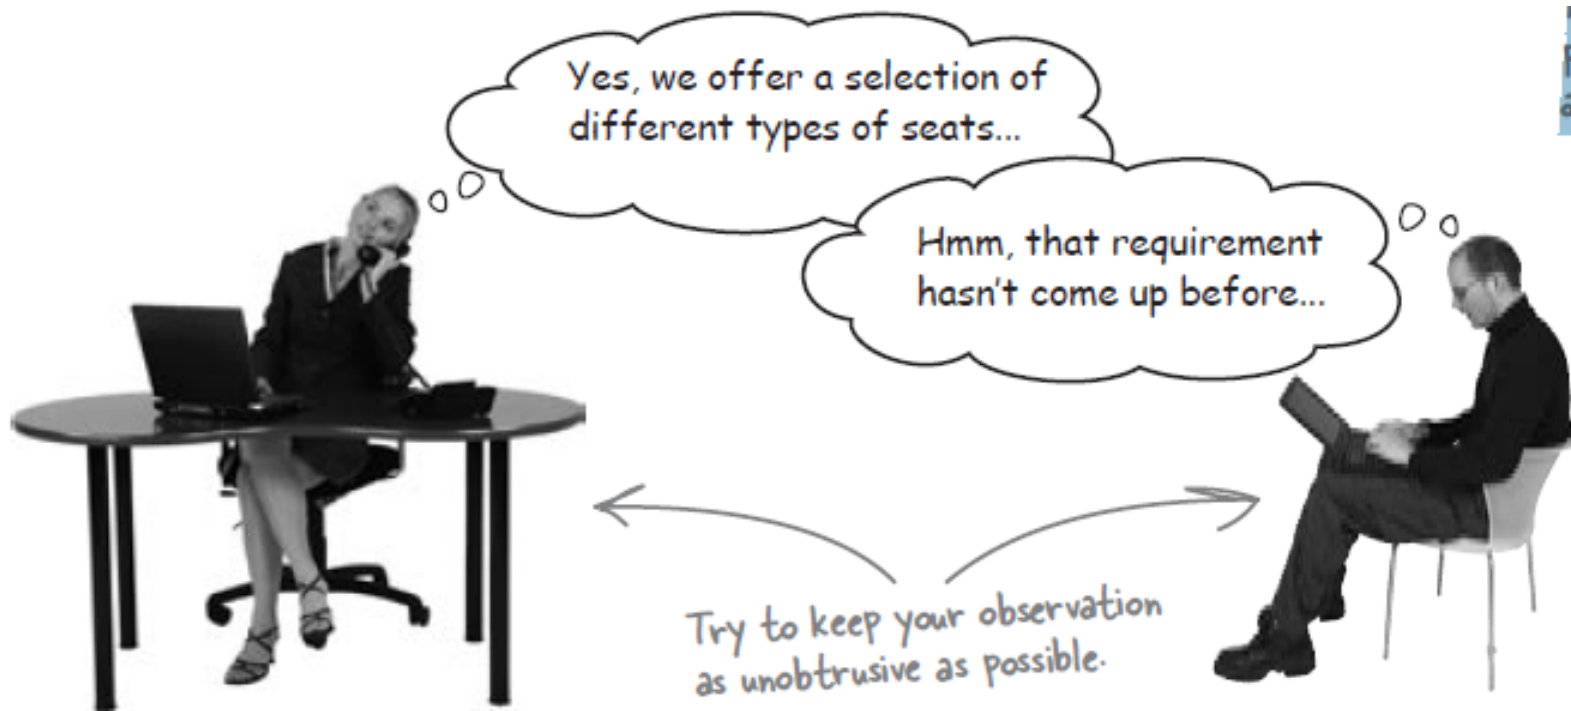 Yes, we offer a selection of
different types of seats...
Hmm, that requirement
hasn't come up before...
Try to keep your observation
as unobtrusive as possible.